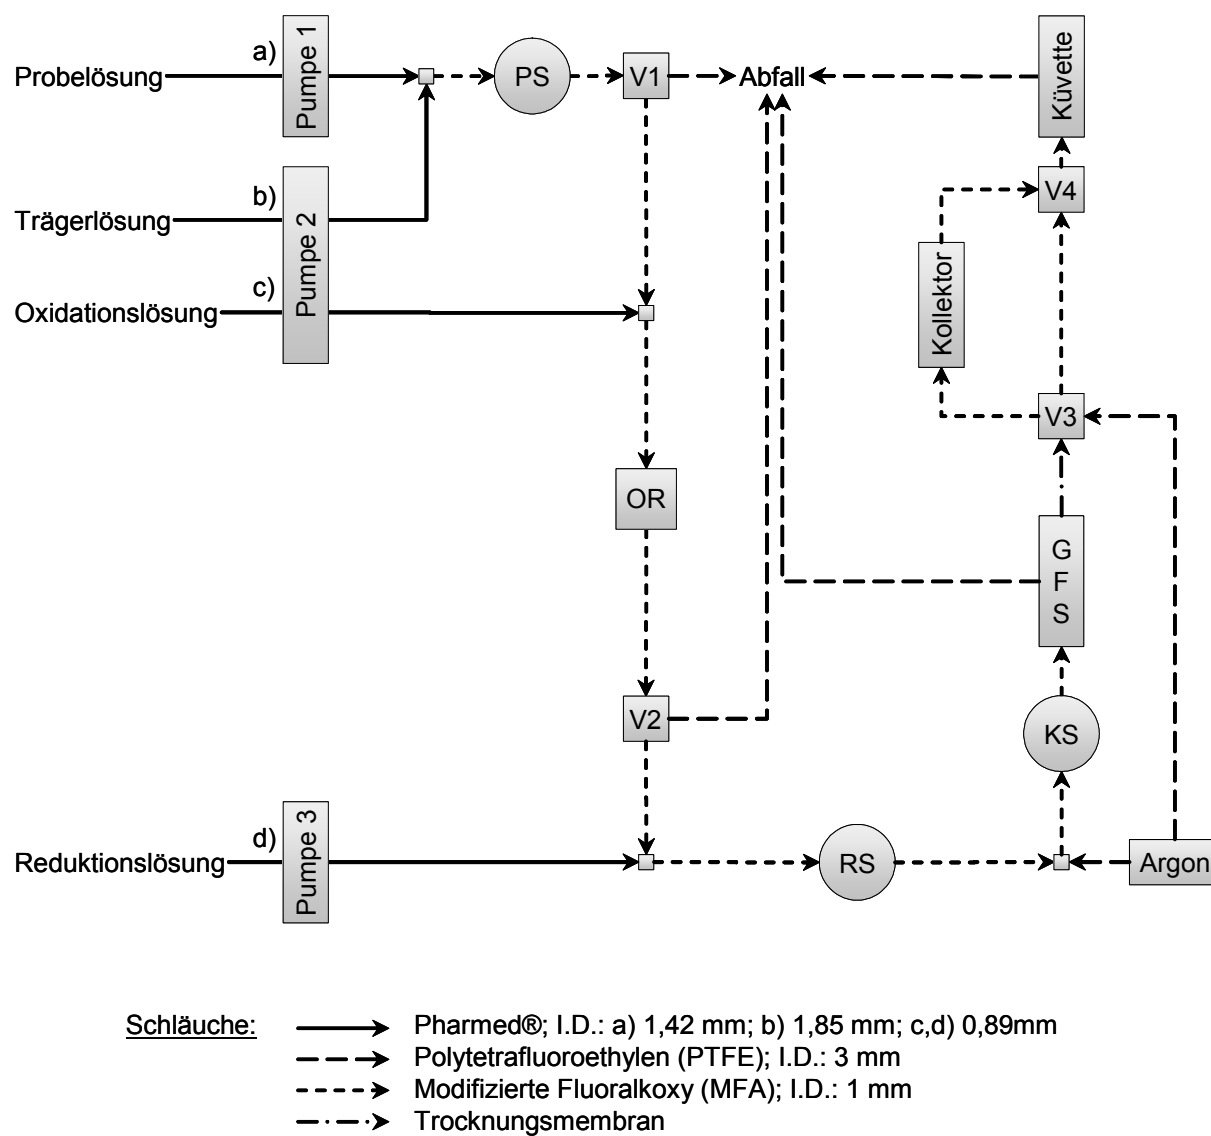 Probelösung
a)
Pumpe 1
PS
V1
Abfall
Küvette
Trägerlösung
b)
Pumpe 2
V4
Oxidationslösung
c)
Kollektor
V3
OR
G
F
S
V2
KS
Reduktionslösung
d)
Pumpe 3
RS
Argon
Schläuche:
Pharmed®; I.D.: a) 1,42 mm; b) 1,85 mm; c,d) 0,89mm
Polytetrafluoroethylen (PTFE); I.D.: 3 mm
Modifizierte Fluoralkoxy (MFA); I.D.: 1 mm
Trocknungsmembran